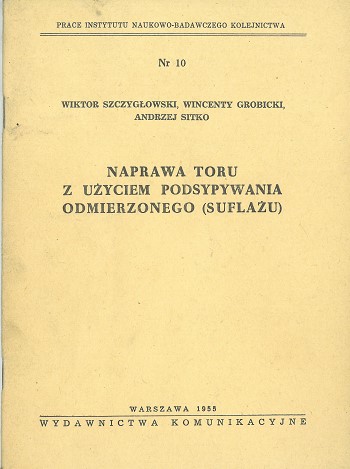 PRACE INSTYTUTU NAUKOWO-BADAWCZEGO KOLEJNICTWA
Nr 10
WIKTOR SZCZYGŁOWSKI, WINCENTY GROBICKI,
ANDRZEJ SITKO
NAPRAWA TORU
Z UŻYCIEM PODSYPYWANIA
ODMIERZONEGO (SUFLAŻU)
WARSZAWA 1955
WYDAWNICTWA KOMUNIKACYJNE